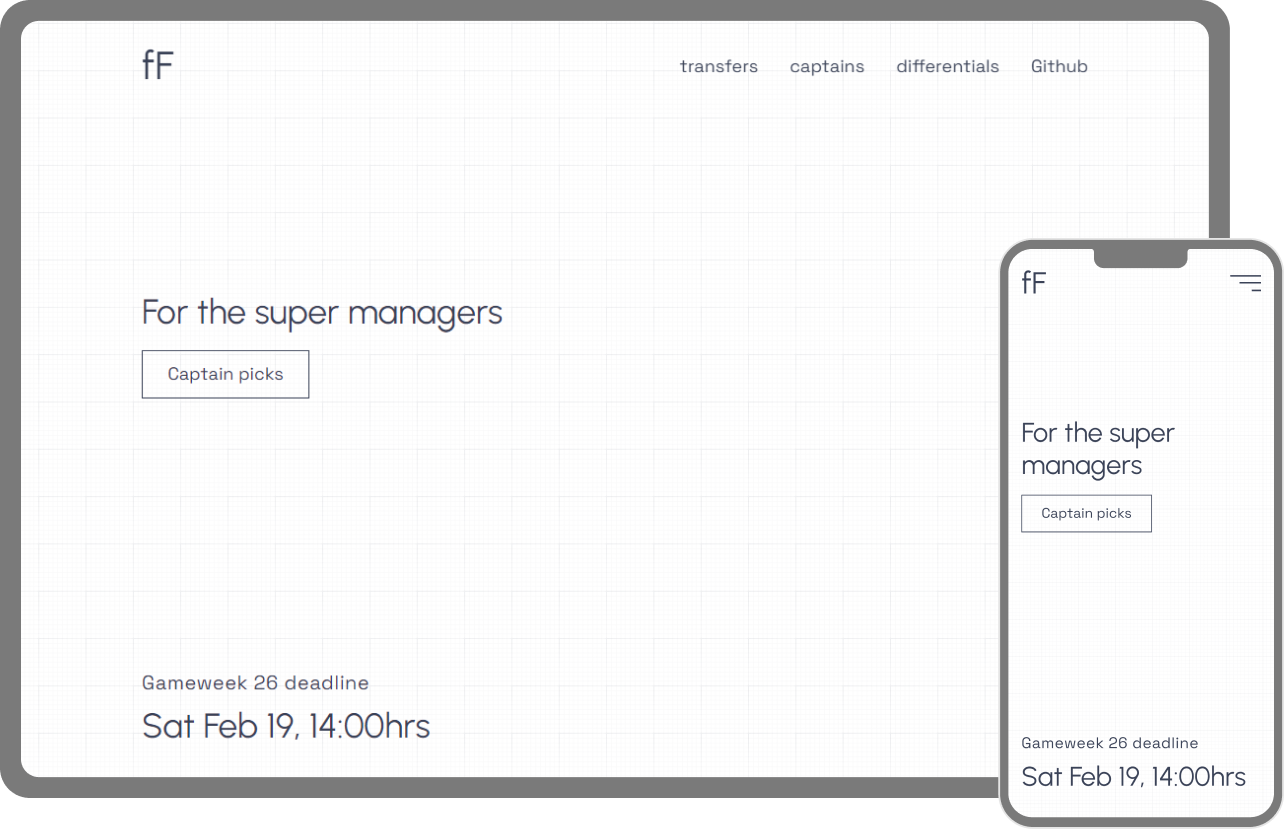 fF
transfers captains differentials Github
For the super managers
Captain picks
Gameweek 26 deadline
Sat Feb 19, 14:00hrs
fF
For the super
managers
Captain picks
Gameweek 26 deadline
Sat Feb 19, 14:00hrs